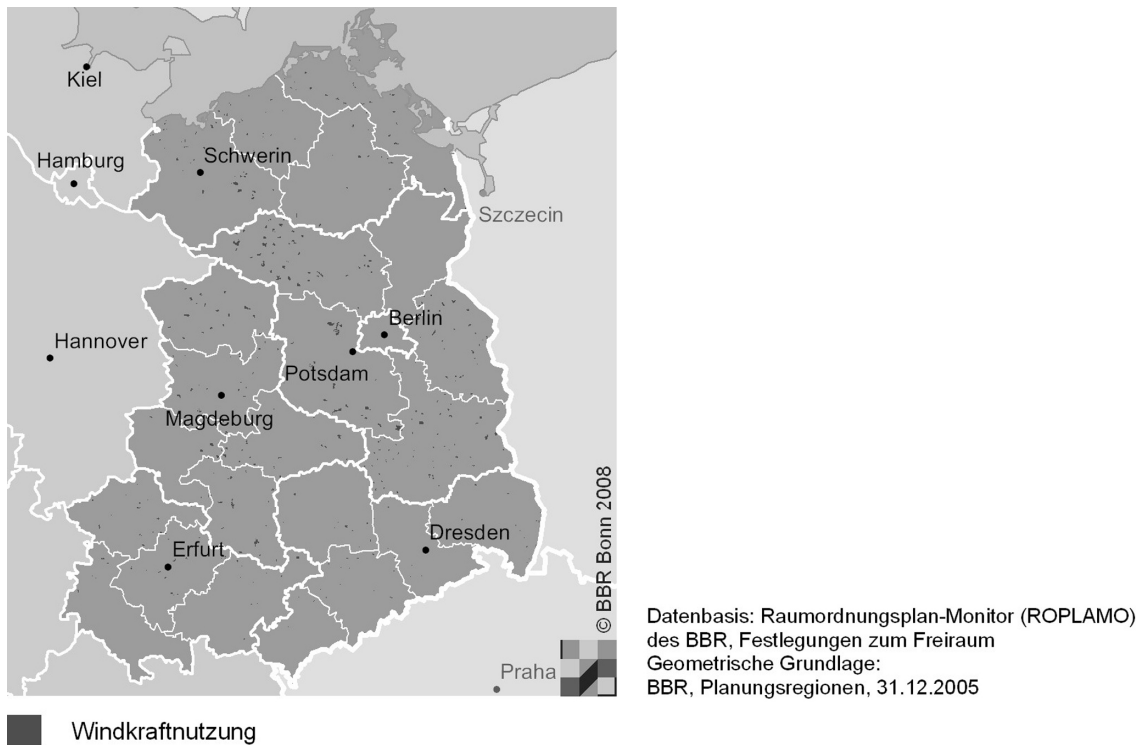 Kiel
Hamburg
Schwerin
Szczecin
Berlin
Hannover
Potsdam
Magdeburg
Dresden
Erfurt
Praha
© BBR Bonn 2008
Datenbasis: Raumordnungsplan-Monitor (ROPLAMO)
des BBR, Festlegungen zum Freiraum
Geometrische Grundlage:
BBR, Planungsregionen, 31.12.2005
Windkraftnutzung